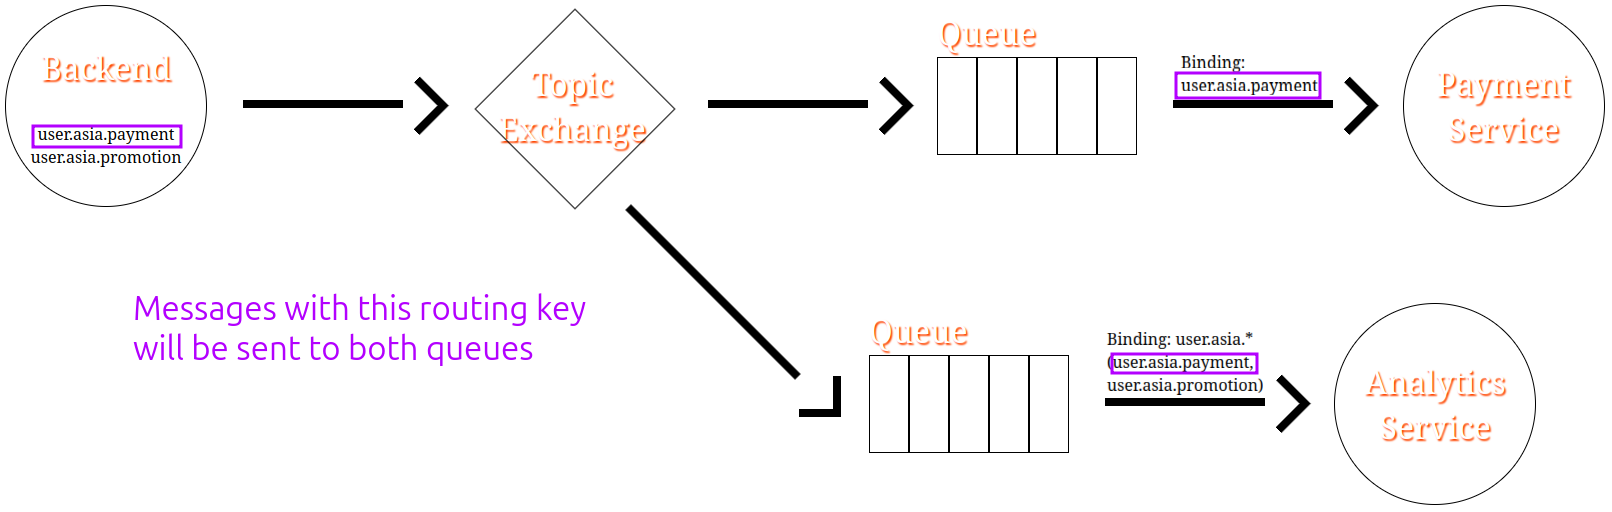 Backend
user.asia.payment
user.asia.promotion
Topic
Exchange
Queue
Binding:
user.asia.payment
Payment
Service
Messages with this routing key
will be sent to both queues
Queue
Binding: user.asia.*
(user.asia.payment,
user.asia.promotion)
Analytics
Service